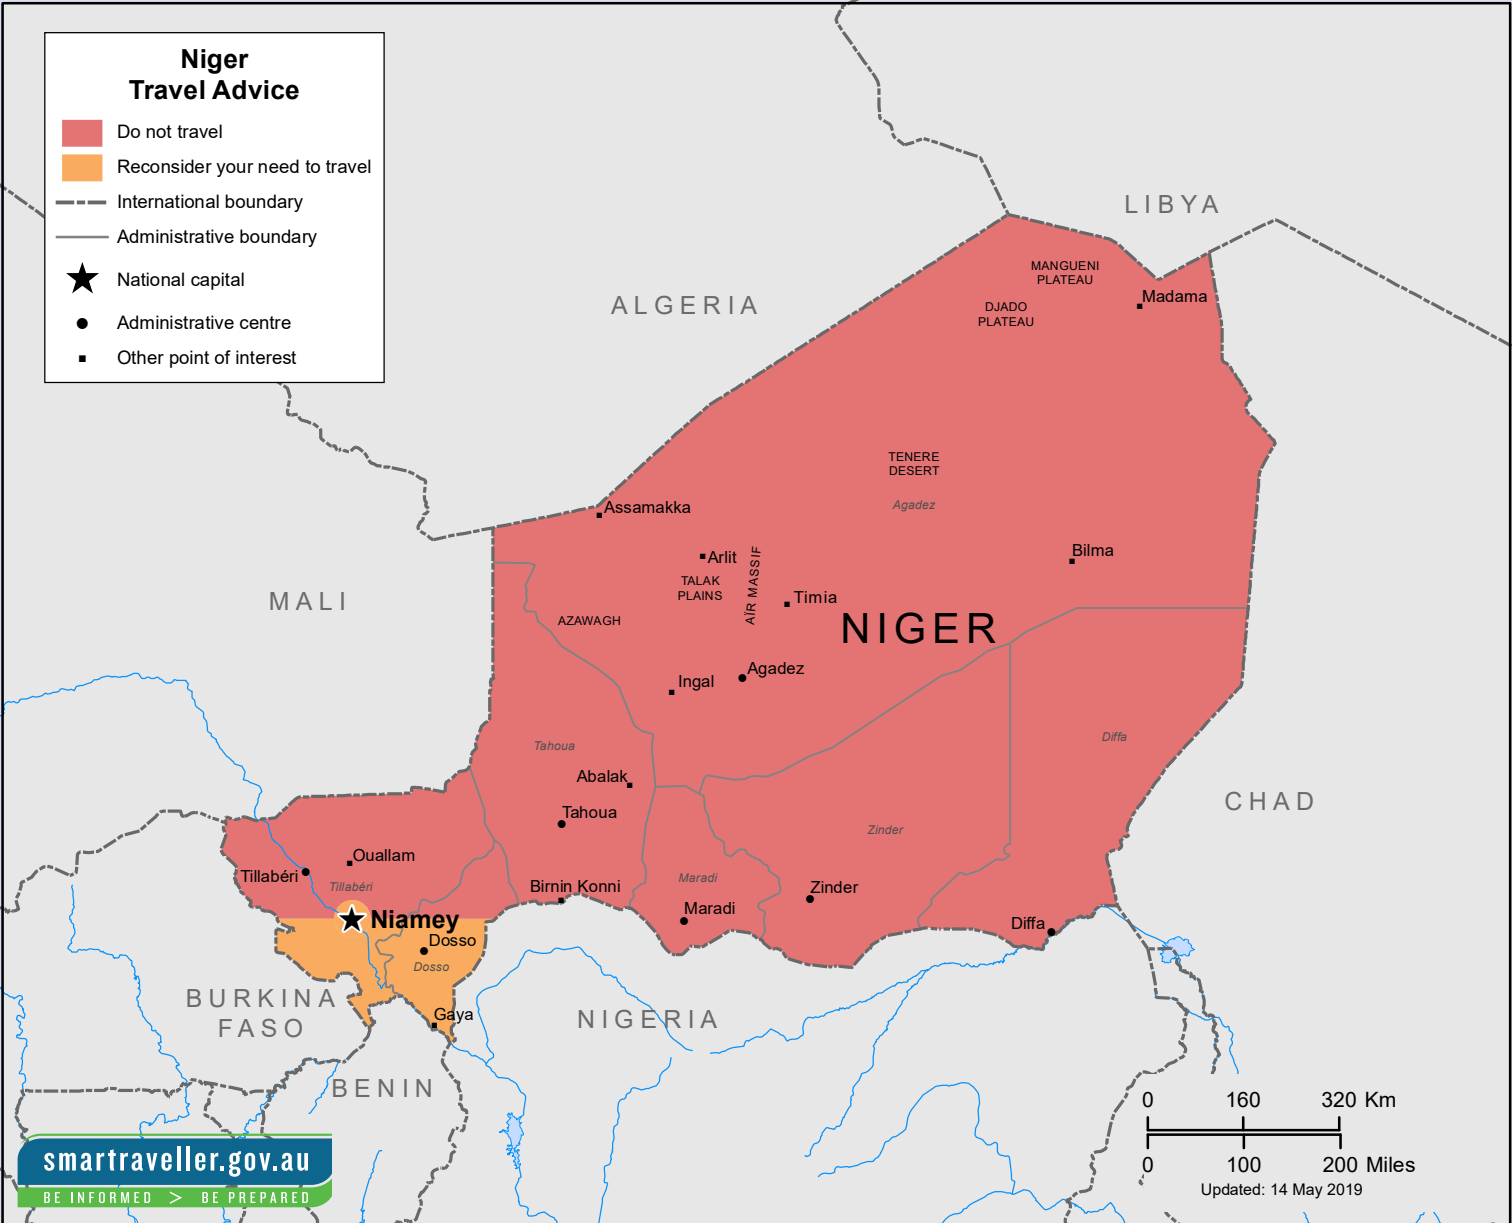 Niger
Travel Advice
Do not travel
Reconsider your need to travel
International boundary
Administrative boundary
National capital
Administrative centre
Other point of interest
LIBYA
ALGERIA
MANGUENI
PLATEAU
Madama
DJADO
PLATEAU
TENERE
DESERT
Agadez
Assamakka
Arlit
Bilma
TALAK
PLAINS
AÏR MASSIF
Timia
MALI
AZAWAGH
NIGER
Agadez
Ingal
Tahoua
Diffa
Abalak
Tahoua
CHAD
Zinder
Ouallam
Tillabéri
Tillabéri
Birnin Konni
Maradi
Zinder
Maradi
Niamey
Diffa
Dosso
Dosso
BURKINA
FASO
Gaya
NIGERIA
BENIN
0 160 320 Km
0 100 200 Miles
Updated: 14 May 2019
smartraveller.gov.au
BE INFORMED > BE PREPARED